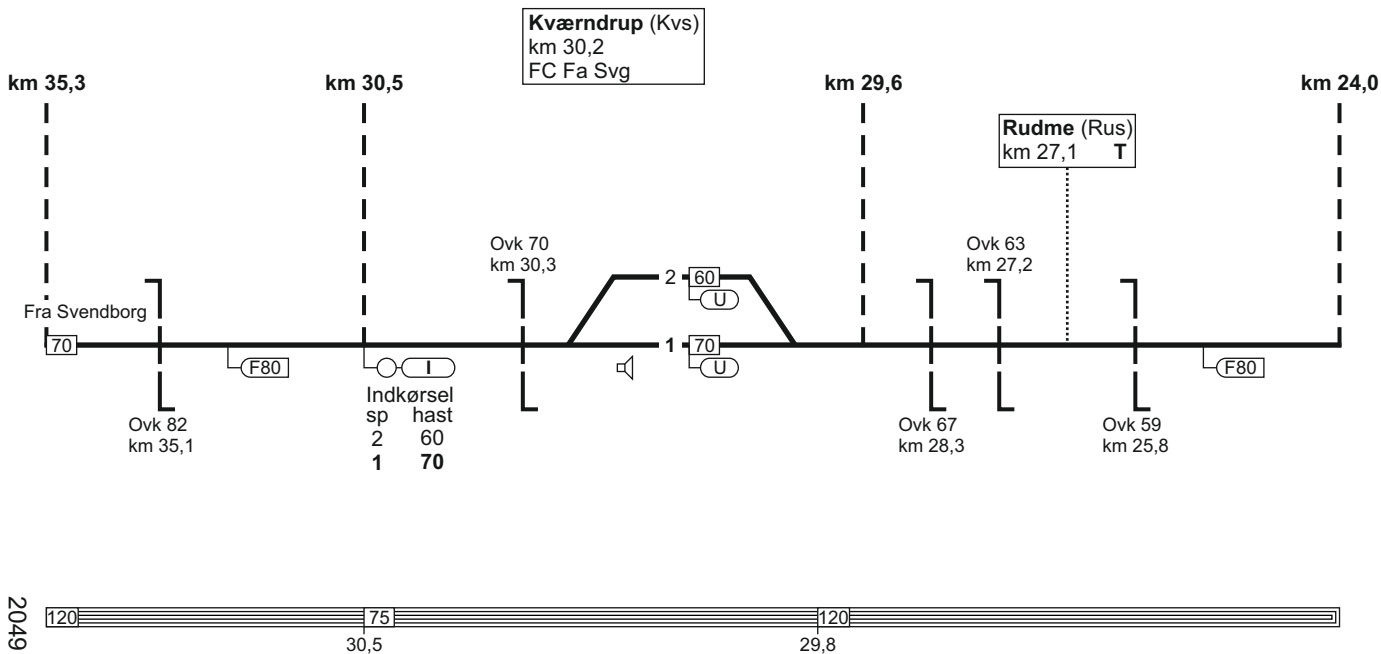 Kværndrup (Kvs)
km 30,2
FC Fa Svg
km 35,3
km 30,5
km 29,6
km 24,0
Rudme (Rus)
km 27,1 T
Ovk 70
km 30,3
Ovk 63
km 27,2
2 60
U
Fra Svendborg
70
1 70
F80
I
U
F80
Indkørsel
sp hast
2 60
1 70
Ovk 82
km 35,1
Ovk 67
km 28,3
Ovk 59
km 25,8
2049
120 75 120
30,5 29,8